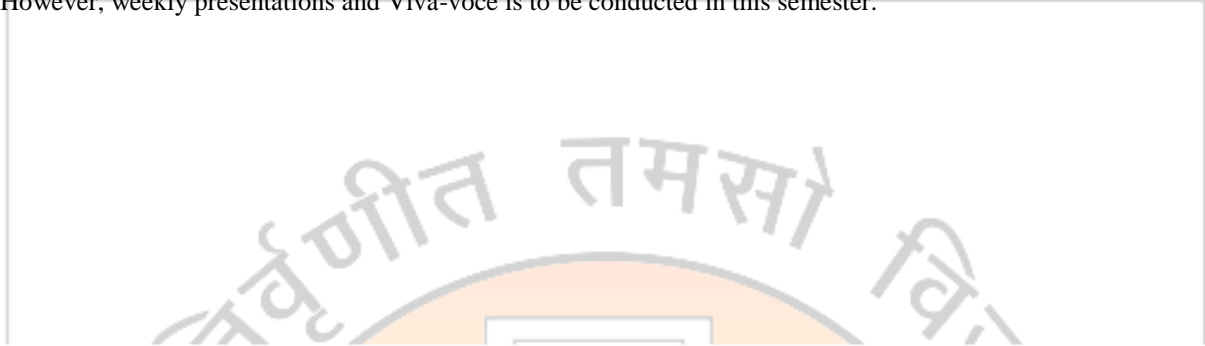 However, weekly presentations and Viva-voce is to be conducted in this semester.
निर्वृणीत तमसो